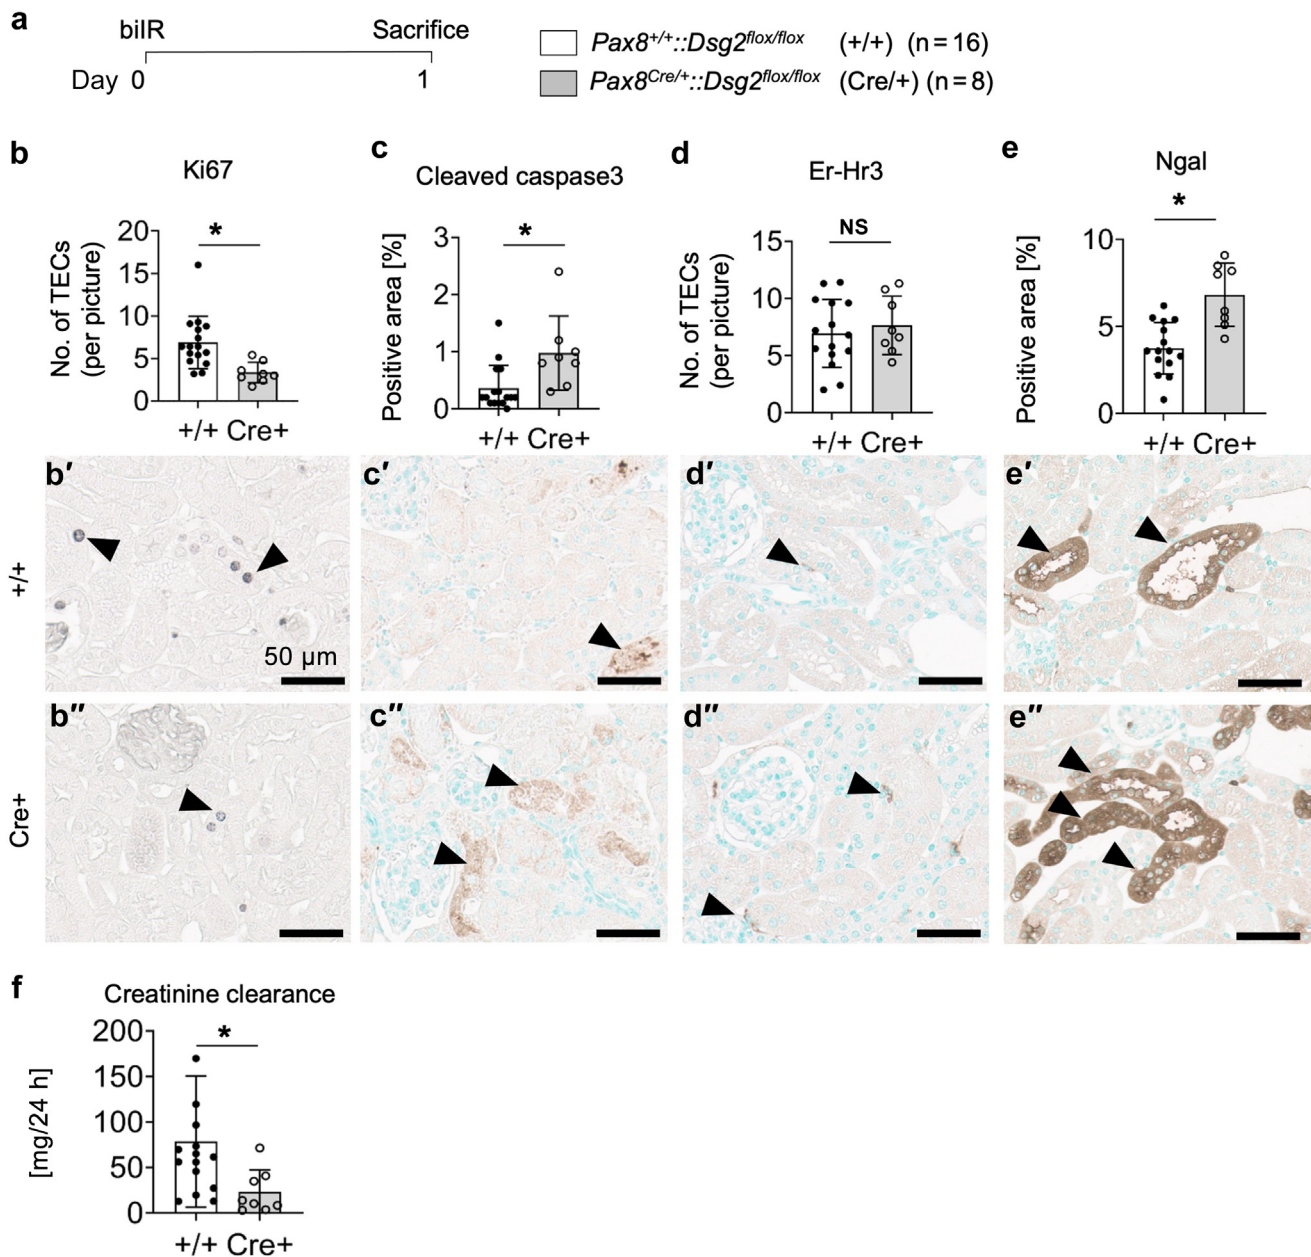 a
biIR Sacrifice
Day 0 1
Pax8+/+::Dsg2flox/flox (+/+) (n=16)
Pax8Cre/+::Dsg2flox/flox (Cre/+) (n=8)
b
Ki67
No. of TECs
(per picture)
20
15
10
5
0
*
+/+ Cre+
c
Cleaved caspase3
Positive area [%]
3
2
1
0
*
+/+ Cre+
d
Er-Hr3
No. of TECs
(per picture)
15
10
5
0
NS
+/+ Cre+
e
Ngal
Positive area [%]
10
5
0
*
+/+ Cre+
+/+
b′
50 µm
c′
d′
e′
Cre+
b″
c″
d″
e″
f
Creatinine clearance
[mg/24 h]
200
150
100
50
0
*
+/+ Cre+